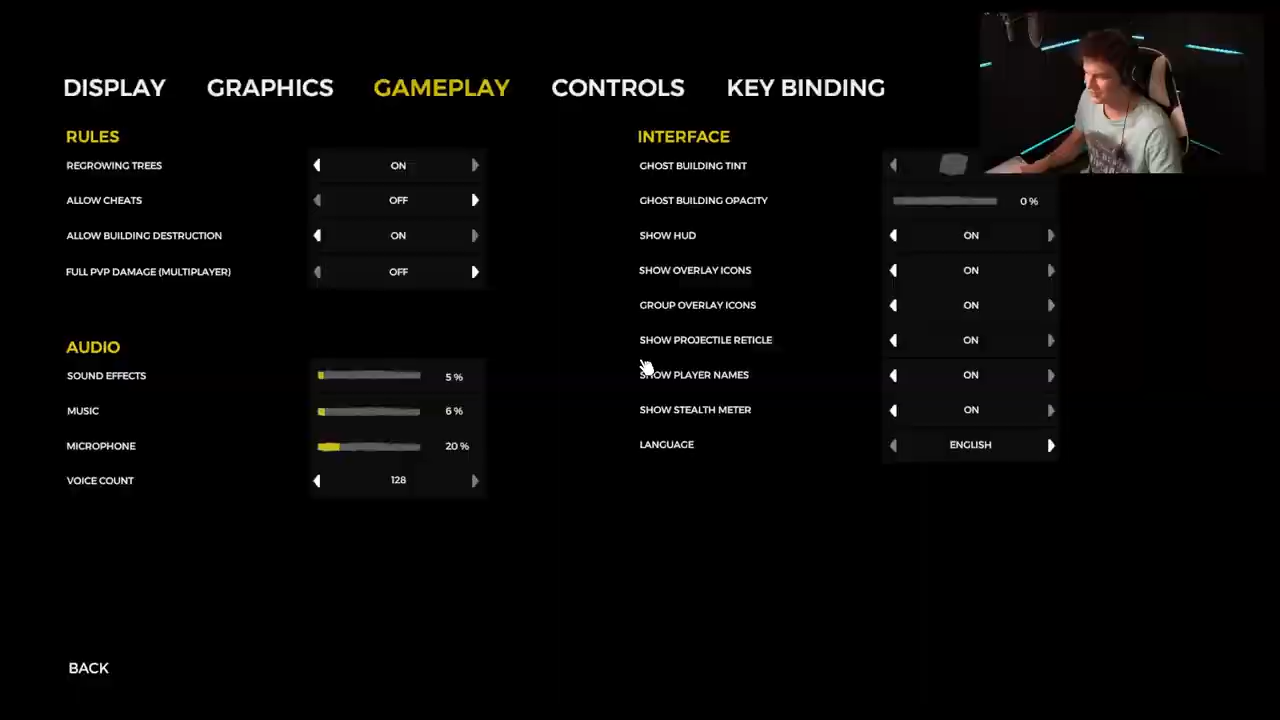 DISPLAY GRAPHICS GAMEPLAY CONTROLS KEY BINDING
RULES
REGROWING TREES ON
ALLOW CHEATS OFF
ALLOW BUILDING DESTRUCTION ON
FULL PVP DAMAGE (MULTIPLAYER) OFF
AUDIO
SOUND EFFECTS 5 %
MUSIC 6 %
MICROPHONE 20 %
VOICE COUNT 128
INTERFACE
GHOST BUILDING TINT
GHOST BUILDING OPACITY 0 %
SHOW HUD ON
SHOW OVERLAY ICONS ON
GROUP OVERLAY ICONS ON
SHOW PROJECTILE RETICLE ON
SHOW PLAYER NAMES ON
SHOW STEALTH METER ON
LANGUAGE ENGLISH
BACK